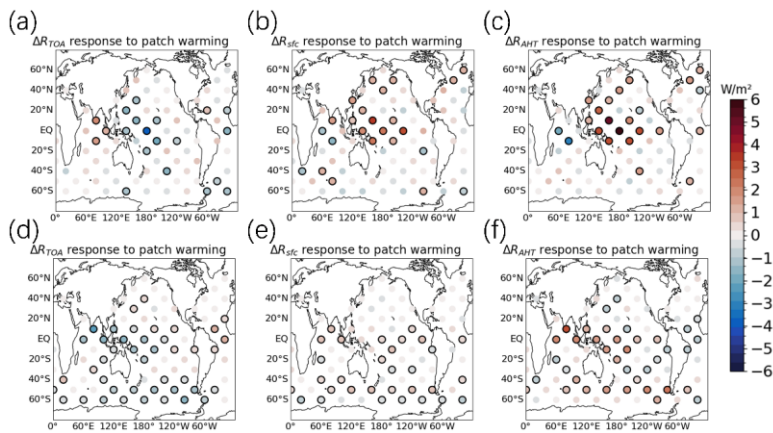 (a) (b) (c)
ΔR_TOA response to patch warming ΔR_sfc response to patch warming ΔR_AHT response to patch warming
W/m²
60°N 60°N 60°N 6
40°N 40°N 40°N 5
20°N 20°N 20°N 4
EQ EQ EQ 3
20°S 20°S 20°S 2
40°S 40°S 40°S 1
60°S 60°S 60°S 0
0° 60°E 120°E 180° 120°W 60°W 0° 60°E 120°E 180° 120°W 60°W 0° 60°E 120°E 180° 120°W 60°W
(d) (e) (f)
ΔR_TOA response to patch warming ΔR_sfc response to patch warming ΔR_AHT response to patch warming
60°N 60°N 60°N −1
40°N 40°N 40°N −2
20°N 20°N 20°N −3
EQ EQ EQ −4
20°S 20°S 20°S −5
40°S 40°S 40°S −6
60°S 60°S 60°S
0° 60°E 120°E 180° 120°W 60°W 0° 60°E 120°E 180° 120°W 60°W 0° 60°E 120°E 180° 120°W 60°W